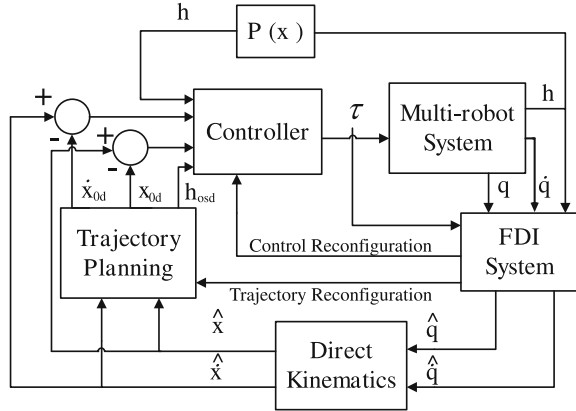 h
P (x )
+
-
+
-
Controller
τ
Multi-robot
System
h
q
q̇
ẋ0d
x0d
hosd
Trajectory
Planning
Control Reconfiguration
Trajectory Reconfiguration
FDI
System
x̂
x̂̇
Direct
Kinematics
q̂
q̂̇